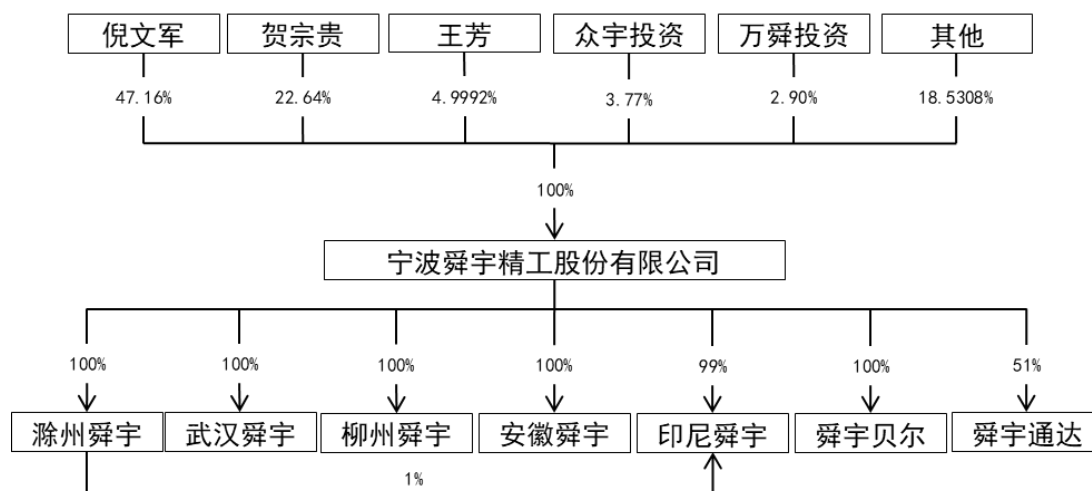 倪文军 贺宗贵 王芳 众宇投资 万舜投资 其他
47.16% 22.64% 4.9992% 3.77% 2.90% 18.5308%
100%
宁波舜宇精工股份有限公司
100% 100% 100% 100% 99% 100% 51%
滁州舜宇 武汉舜宇 柳州舜宇 安徽舜宇 印尼舜宇 舜宇贝尔 舜宇通达
1%